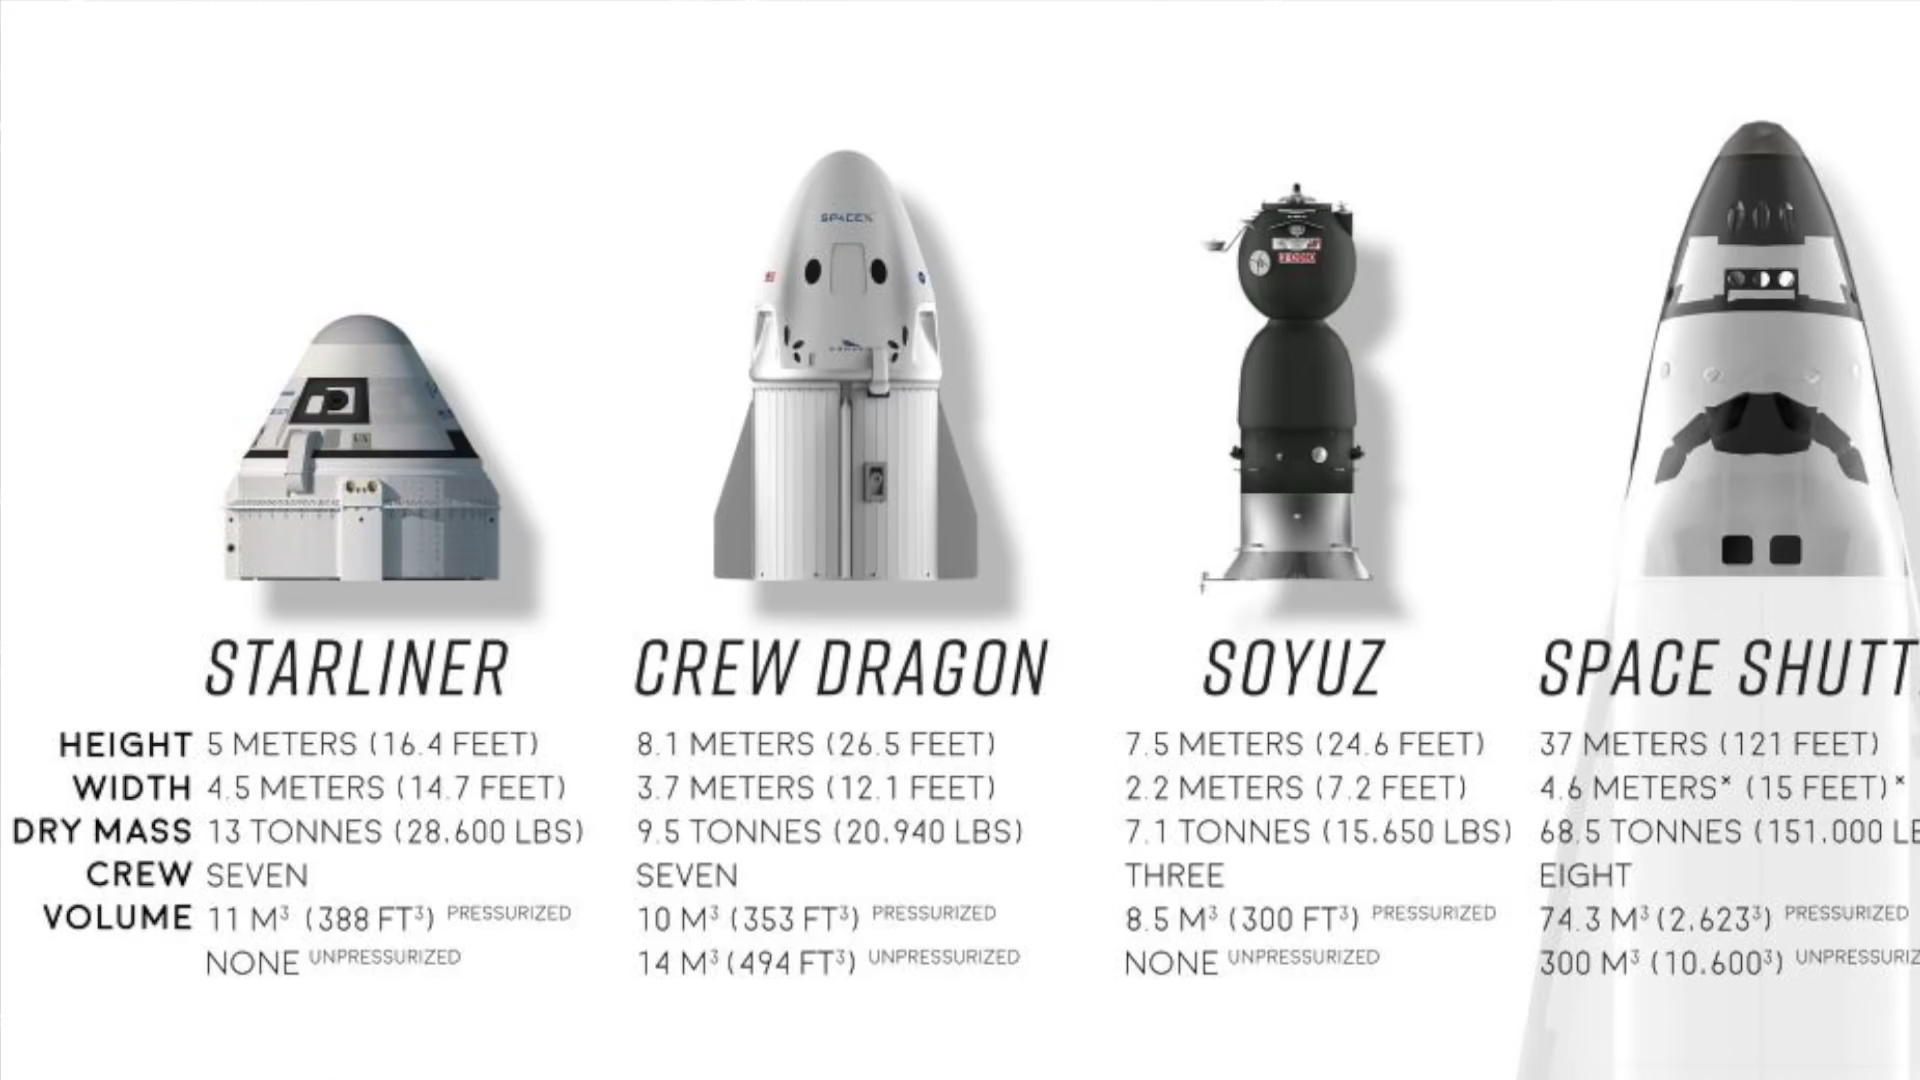 SPACEX
STARLINER
CREW DRAGON
SOYUZ
SPACE SHUTT
HEIGHT 5 METERS (16.4 FEET) 8.1 METERS (26.5 FEET) 7.5 METERS (24.6 FEET) 37 METERS (121 FEET)
WIDTH 4.5 METERS (14.7 FEET) 3.7 METERS (12.1 FEET) 2.2 METERS (7.2 FEET) 4.6 METERS* (15 FEET)*
DRY MASS 13 TONNES (28.600 LBS) 9.5 TONNES (20.940 LBS) 7.1 TONNES (15.650 LBS) 68.5 TONNES (151.000 LB
CREW SEVEN SEVEN THREE EIGHT
VOLUME 11 M³ (388 FT³) PRESSURIZED 10 M³ (353 FT³) PRESSURIZED 8.5 M³ (300 FT³) PRESSURIZED 74.3 M³ (2.623³) PRESSURIZED
NONE UNPRESSURIZED 14 M³ (494 FT³) UNPRESSURIZED NONE UNPRESSURIZED 300 M³ (10.600³) UNPRESSURIZ